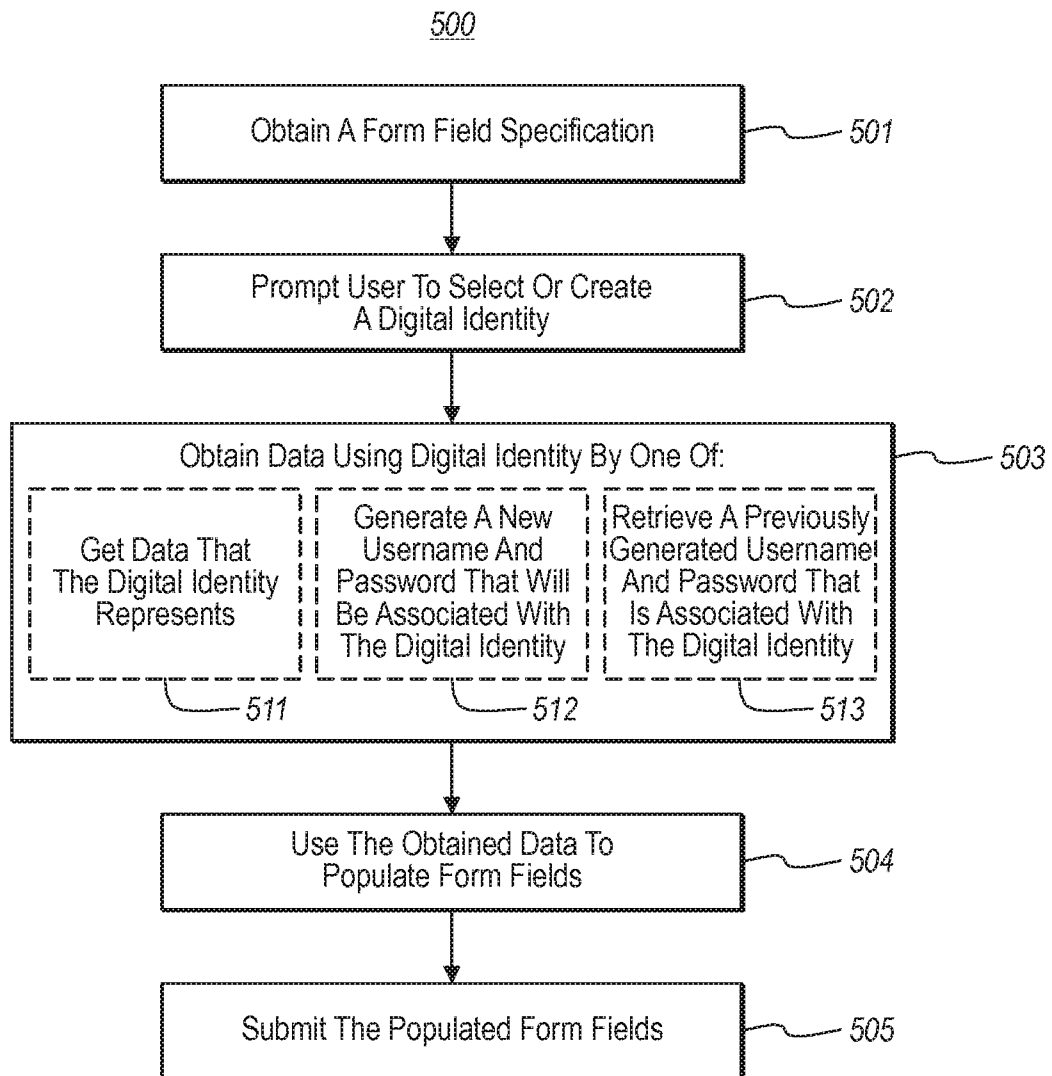 500
Obtain A Form Field Specification
501
Prompt User To Select Or Create
A Digital Identity
502
Obtain Data Using Digital Identity By One Of:
503
Get Data That
The Digital Identity
Represents
511
Generate A New
Username And
Password That Will
Be Associated With
The Digital Identity
512
Retrieve A Previously
Generated Username
And Password That
Is Associated With
The Digital Identity
513
Use The Obtained Data To
Populate Form Fields
504
Submit The Populated Form Fields
505